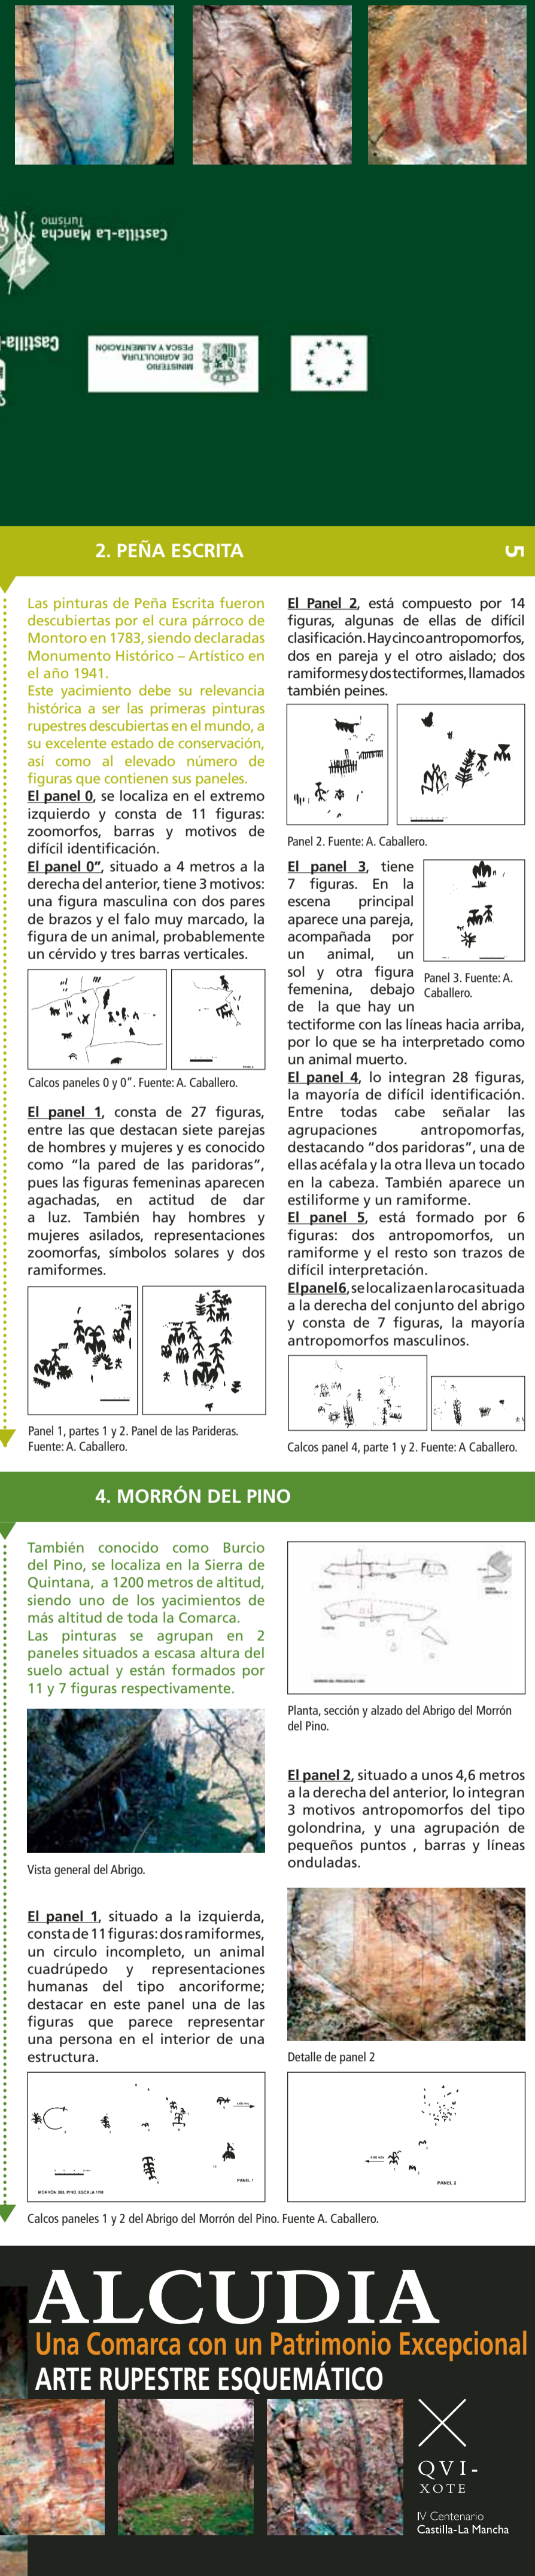 Castilla-La Mancha
Turismo
Castilla-la
MINISTERIO
DE AGRICULTURA
PESCA Y ALIMENTACIÓN
2. PEÑA ESCRITA
5
Las pinturas de Peña Escrita fueron
descubiertas por el cura párroco de
Montoro en 1783, siendo declaradas
Monumento Histórico – Artístico en
el año 1941.
Este yacimiento debe su relevancia
histórica a ser las primeras pinturas
rupestres descubiertas en el mundo, a
su excelente estado de conservación,
así como al elevado número de
figuras que contienen sus paneles.
El panel 0, se localiza en el extremo
izquierdo y consta de 11 figuras:
zoomorfos, barras y motivos de
difícil identificación.
El panel 0”, situado a 4 metros a la
derecha del anterior, tiene 3 motivos:
una figura masculina con dos pares
de brazos y el falo muy marcado, la
figura de un animal, probablemente
un cérvido y tres barras verticales.
Calcos paneles 0 y 0”. Fuente: A. Caballero.
El panel 1, consta de 27 figuras,
entre las que destacan siete parejas
de hombres y mujeres y es conocido
como “la pared de las paridoras”,
pues las figuras femeninas aparecen
agachadas, en actitud de dar
a luz. También hay hombres y
mujeres asilados, representaciones
zoomorfas, símbolos solares y dos
ramiformes.
Panel 1, partes 1 y 2. Panel de las Parideras.
Fuente: A. Caballero.
El Panel 2, está compuesto por 14
figuras, algunas de ellas de difícil
clasificación. Hay cinco antropomorfos,
dos en pareja y el otro aislado; dos
ramiformes y dos tectiformes, llamados
también peines.
Panel 2. Fuente: A. Caballero.
El panel 3, tiene
7 figuras. En la
escena principal
aparece una pareja,
acompañada por
un animal, un
sol y otra figura
femenina, debajo
de la que hay un
tectiforme con las líneas hacia arriba,
por lo que se ha interpretado como
un animal muerto.
Panel 3. Fuente: A.
Caballero.
El panel 4, lo integran 28 figuras,
la mayoría de difícil identificación.
Entre todas cabe señalar las
agrupaciones antropomorfas,
destacando “dos paridoras”, una de
ellas acéfala y la otra lleva un tocado
en la cabeza. También aparece un
esteliforme y un ramiforme.
El panel 5, está formado por 6
figuras: dos antropomorfos, un
ramiforme y el resto son trazos de
difícil interpretación.
El panel 6, se localiza en la roca situada
a la derecha del conjunto del abrigo
y consta de 7 figuras, la mayoría
antropomorfos masculinos.
Calcos panel 4, parte 1 y 2. Fuente: A Caballero.
4. MORRÓN DEL PINO
También conocido como Burcio
del Pino, se localiza en la Sierra de
Quintana, a 1200 metros de altitud,
siendo uno de los yacimientos de
más altitud de toda la Comarca.
Las pinturas se agrupan en 2
paneles situados a escasa altura del
suelo actual y están formados por
11 y 7 figuras respectivamente.
Vista general del Abrigo.
El panel 1, situado a la izquierda,
consta de 11 figuras: dos ramiformes,
un circulo incompleto, un animal
cuadrúpedo y representaciones
humanas del tipo ancoriforme;
destacar en este panel una de las
figuras que parece representar
una persona en el interior de una
estructura.
Planta, sección y alzado del Abrigo del Morrón
del Pino.
El panel 2, situado a unos 4,6 metros
a la derecha del anterior, lo integran
3 motivos antropomorfos del tipo
golondrina, y una agrupación de
pequeños puntos , barras y líneas
onduladas.
Detalle de panel 2
PANEL 1
MORRÓN DEL PINO. ESCALA 1/00
PANEL 2
Calcos paneles 1 y 2 del Abrigo del Morrón del Pino. Fuente A. Caballero.
ALCUDIA
Una Comarca con un Patrimonio Excepcional
ARTE RUPESTRE ESQUEMÁTICO
QVI-
XOTE
IV Centenario
Castilla-La Mancha